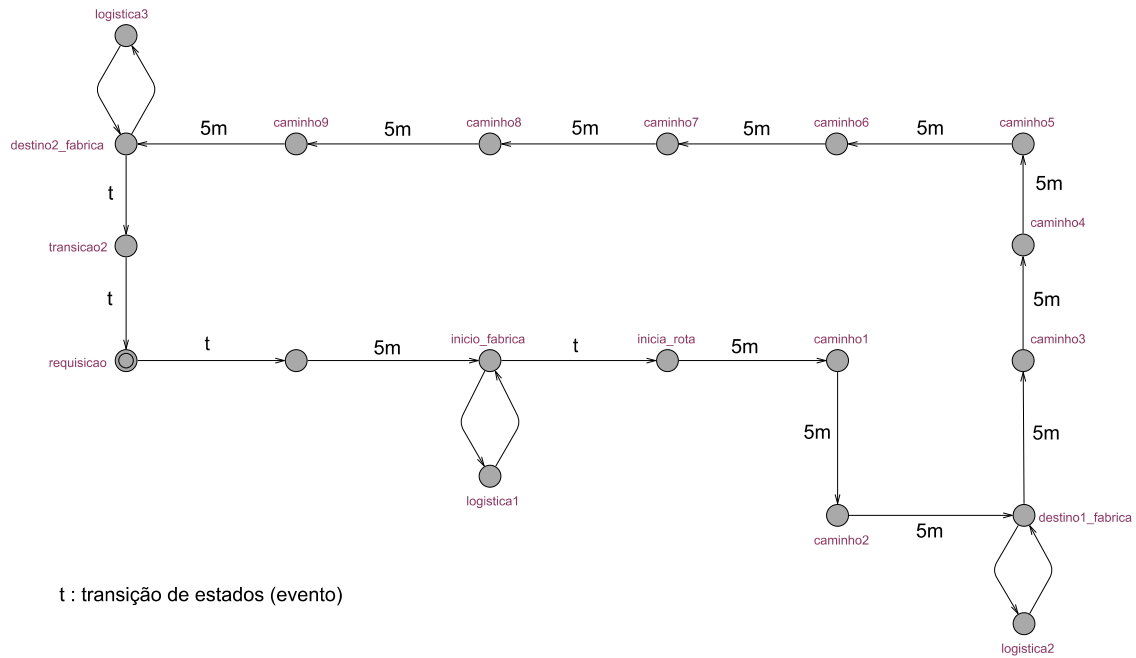 logistica3
5m
caminho9
5m
caminho8
5m
caminho7
5m
caminho6
5m
caminho5
destino2_fabrica
t
5m
caminho4
transicao2
t
5m
requisicao
t
5m
inicio_fabrica
t
inicia_rota
5m
caminho1
caminho3
5m
5m
logistica1
caminho2
5m
destino1_fabrica
t : transição de estados (evento)
logistica2